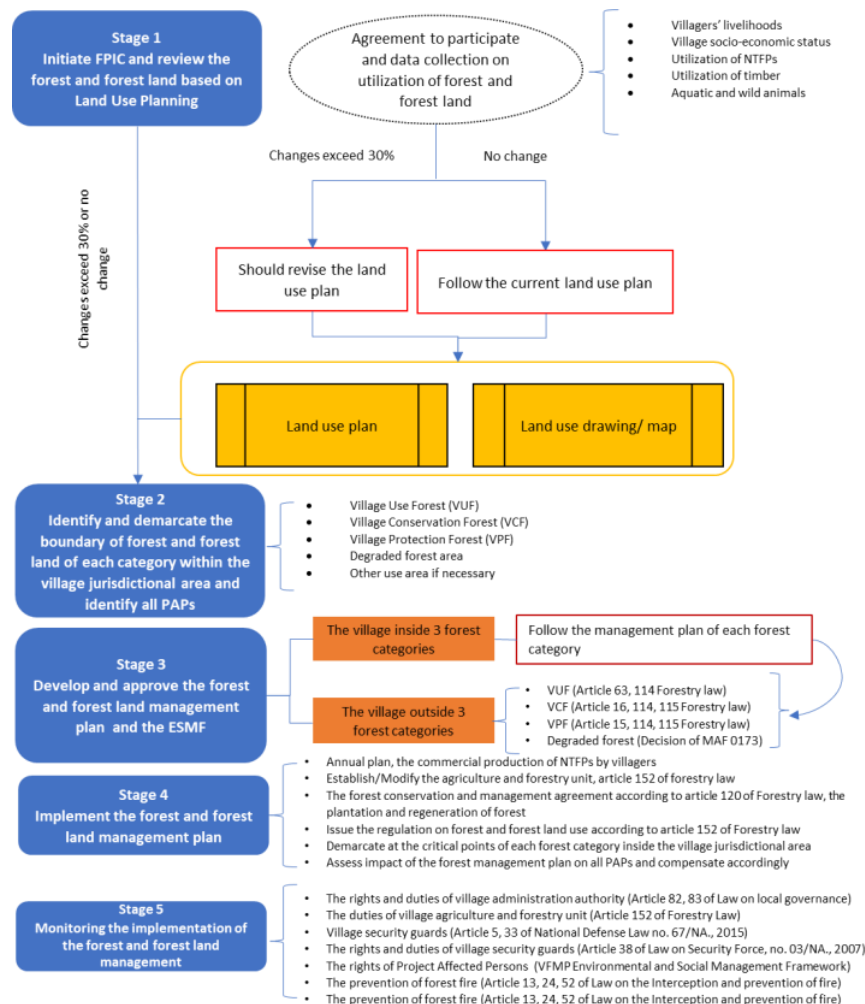 Stage 1
Initiate FPIC and review the
forest and forest land based on
Land Use Planning
Agreement to participate
and data collection on
utilization of forest and
forest land
• Villagers’ livelihoods
• Village socio-economic status
• Utilization of NTFPs
• Utilization of timber
• Aquatic and wild animals
Changes exceed 30%
No change
Changes exceed 30% or no
change
Should revise the land
use plan
Follow the current land use plan
Land use plan
Land use drawing/ map
Stage 2
Identify and demarcate the
boundary of forest and forest
land of each category within the
village jurisdictional area and
identify all PAPs
• Village Use Forest (VUF)
• Village Conservation Forest (VCF)
• Village Protection Forest (VPF)
• Degraded forest area
• Other use area if necessary
Stage 3
Develop and approve the forest
and forest land management
plan and the ESMF
The village inside 3 forest
categories
Follow the management plan of each forest
category
The village outside 3
forest categories
• VUF (Article 63, 114 Forestry law)
• VCF (Article 16, 114, 115 Forestry law)
• VPF (Article 15, 114, 115 Forestry law)
• Degraded forest (Decision of MAF 0173)
Stage 4
Implement the forest and forest
land management plan
• Annual plan, the commercial production of NTFPs by villagers
• Establish/Modify the agriculture and forestry unit, article 152 of forestry law
• The forest conservation and management agreement according to article 120 of Forestry law, the
plantation and regeneration of forest
• Issue the regulation on forest and forest land use according to article 152 of Forestry law
• Demarcate at the critical points of each forest category inside the village jurisdictional area
• Assess impact of the forest management plan on all PAPs and compensate accordingly
Stage 5
Monitoring the implementation of
the forest and forest land
management
• The rights and duties of village administration authority (Article 82, 83 of Law on local governance)
• The duties of village agriculture and forestry unit (Article 152 of Forestry Law)
• Village security guards (Article 5, 33 of National Defense Law no. 67/NA., 2015)
• The rights and duties of village security guards (Article 38 of Law on Security Force, no. 03/NA., 2007)
• The rights of Project Affected Persons (VFMP Environmental and Social Management Framework)
• The prevention of forest fire (Article 13, 24, 52 of Law on the Interception and prevention of fire)
• The prevention of forest fire (Article 13, 24, 52 of Law on the Interception and prevention of fire)